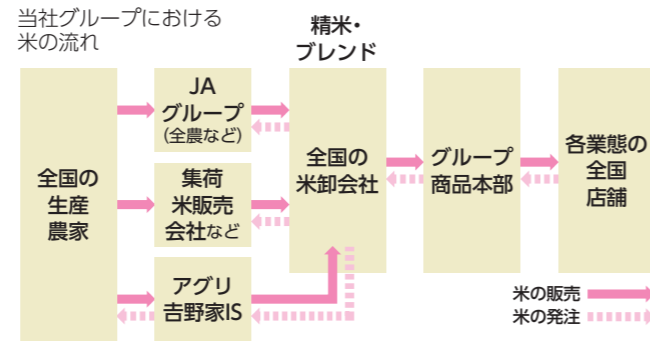 当社グループにおける
米の流れ
精米・
ブレンド
全国の
生産
農家
JA
グループ
(全農など)
集荷
米販売
会社など
アグリ
吉野家IS
全国の
米卸会社
グループ
商品本部
各業態の
全国
店舗
米の販売
米の発注